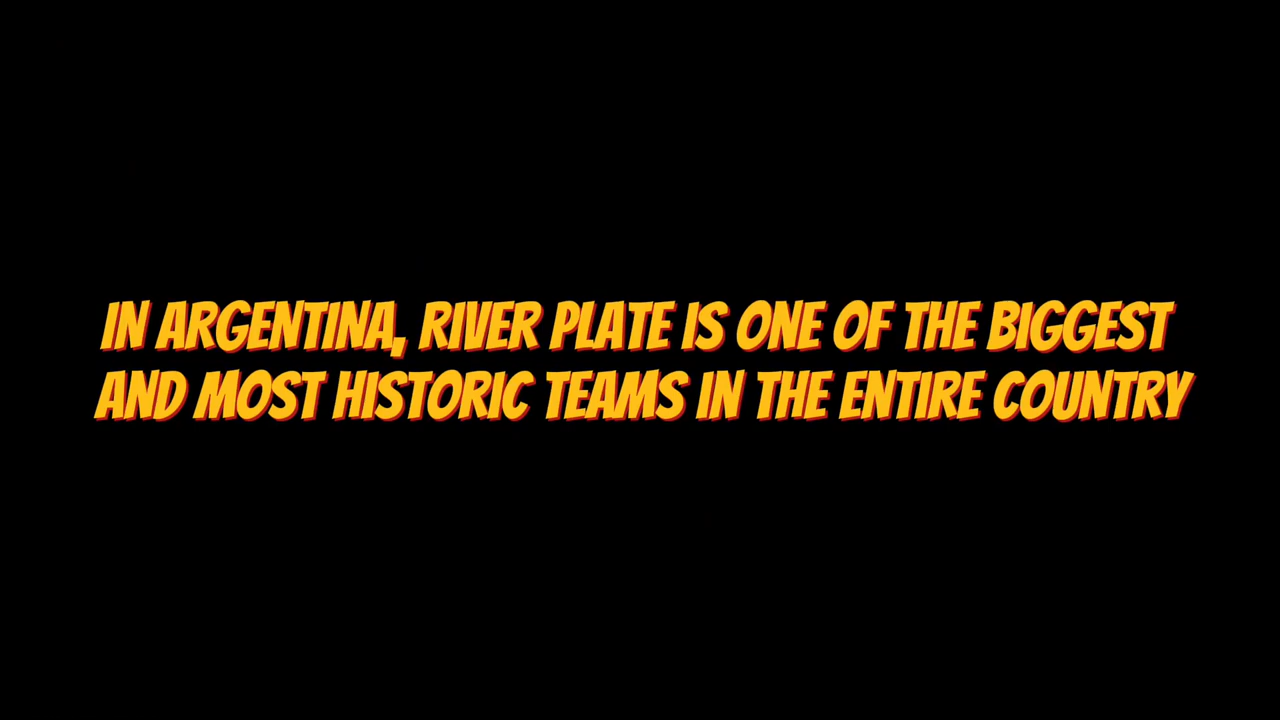 IN ARGENTINA, RIVER PLATE IS ONE OF THE BIGGEST
AND MOST HISTORIC TEAMS IN THE ENTIRE COUNTRY